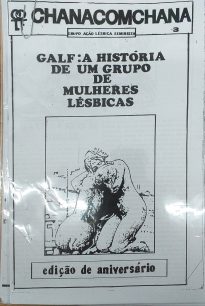 CHANACOMCHANA
GRUPO AÇÃO LÉSBICA FEMINISTA
3
GALF: A HISTÓRIA
DE UM GRUPO
DE
MULHERES
LÉSBICAS
edição de aniversário